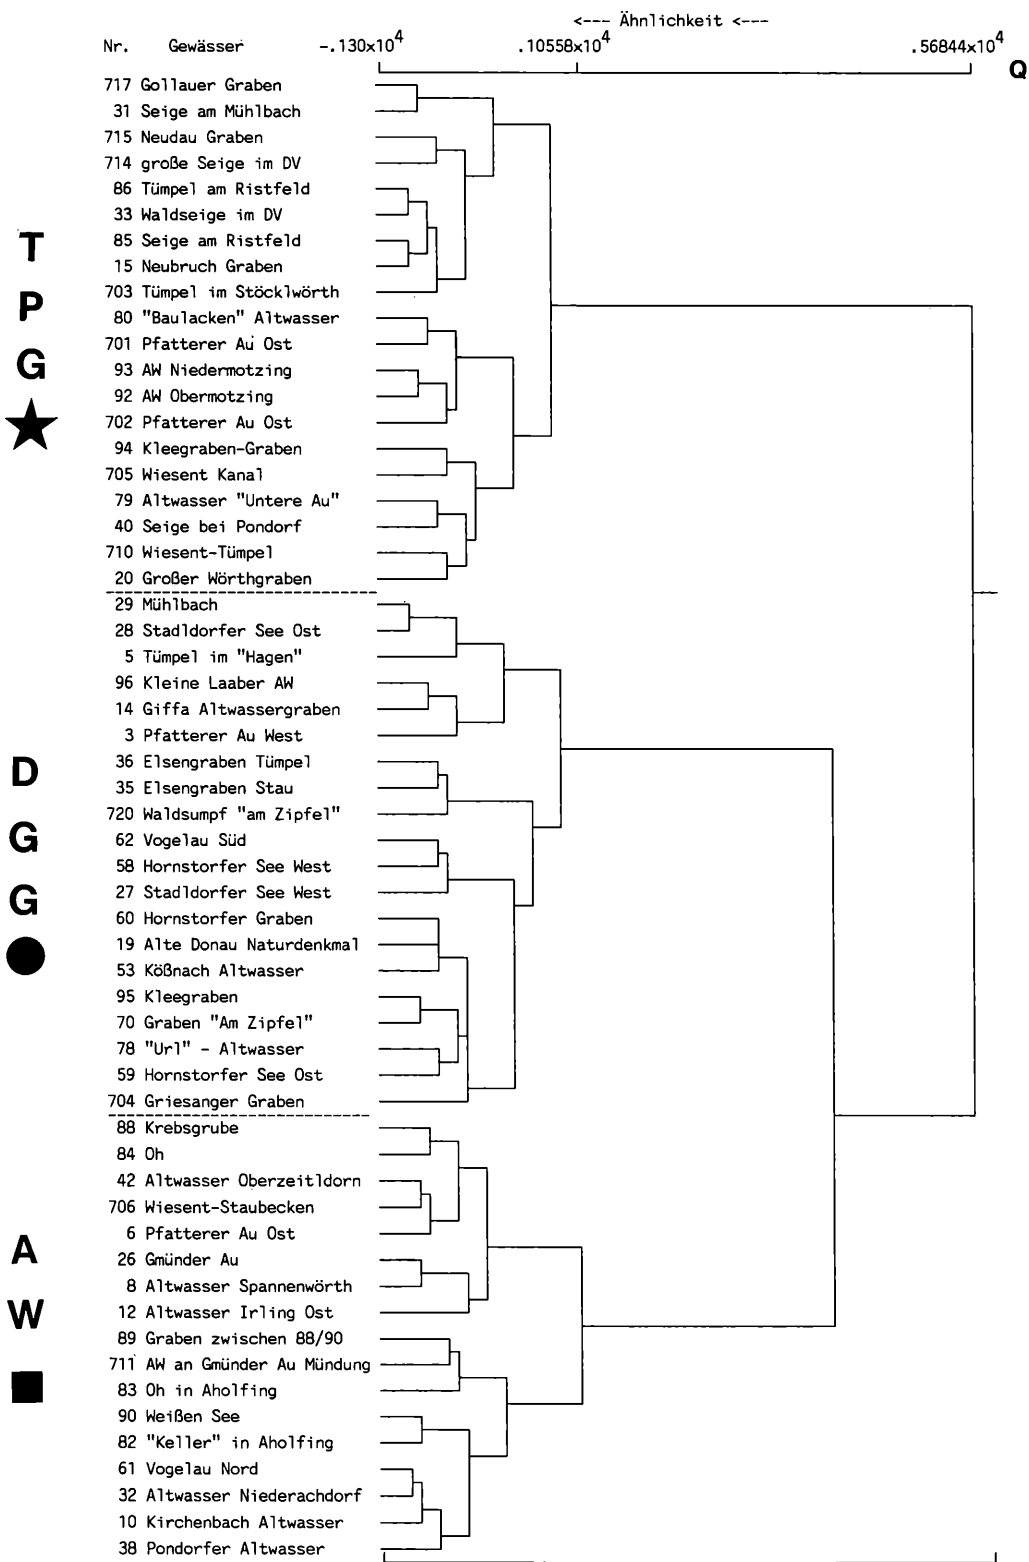 <--- Ähnlichkeit <---
Nr. Gewässer -.130x10⁴ .10558x10⁴ .56844x10⁴
Q
717 Gollauer Graben
31 Seige am Mühlbach
715 Neudau Graben
714 große Seige im DV
86 Tümpel am Ristfeld
33 Waldseige im DV
85 Seige am Ristfeld
15 Neubruch Graben
703 Tümpel im Stöcklwörth
80 "Baulacken" Altwasser
701 Pfatterer Au Ost
93 AW Niedermotzing
92 AW Obermotzing
702 Pfatterer Au Ost
94 Kleegraben-Graben
705 Wiesent Kanal
79 Altwasser "Untere Au"
40 Seige bei Pondorf
710 Wiesent-Tümpel
20 Großer Wörthgraben
T
P
G
29 Mühlbach
28 Stadldorfer See Ost
5 Tümpel im "Hagen"
96 Kleine Laaber AW
14 Giffa Altwassergraben
3 Pfatterer Au West
36 Elsengraben Tümpel
35 Elsengraben Stau
720 Waldsumpf "am Zipfel"
62 Vogelau Süd
58 Hornstorfer See West
27 Stadldorfer See West
60 Hornstorfer Graben
19 Alte Donau Naturdenkmal
53 Kößnach Altwasser
95 Kleegraben
70 Graben "Am Zipfel"
78 "Url" - Altwasser
59 Hornstorfer See Ost
704 Griesanger Graben
D
G
G
88 Krebsgrube
84 Oh
42 Altwasser Oberzeitldorn
706 Wiesent-Staubecken
6 Pfatterer Au Ost
26 Gmünder Au
8 Altwasser Spannenwörth
12 Altwasser Irling Ost
89 Graben zwischen 88/90
711 AW an Gmünder Au Mündung
83 Oh in Aholfing
90 Weißen See
82 "Keller" in Aholfing
61 Vogelau Nord
32 Altwasser Niederachdorf
10 Kirchenbach Altwasser
38 Pondorfer Altwasser
A
W